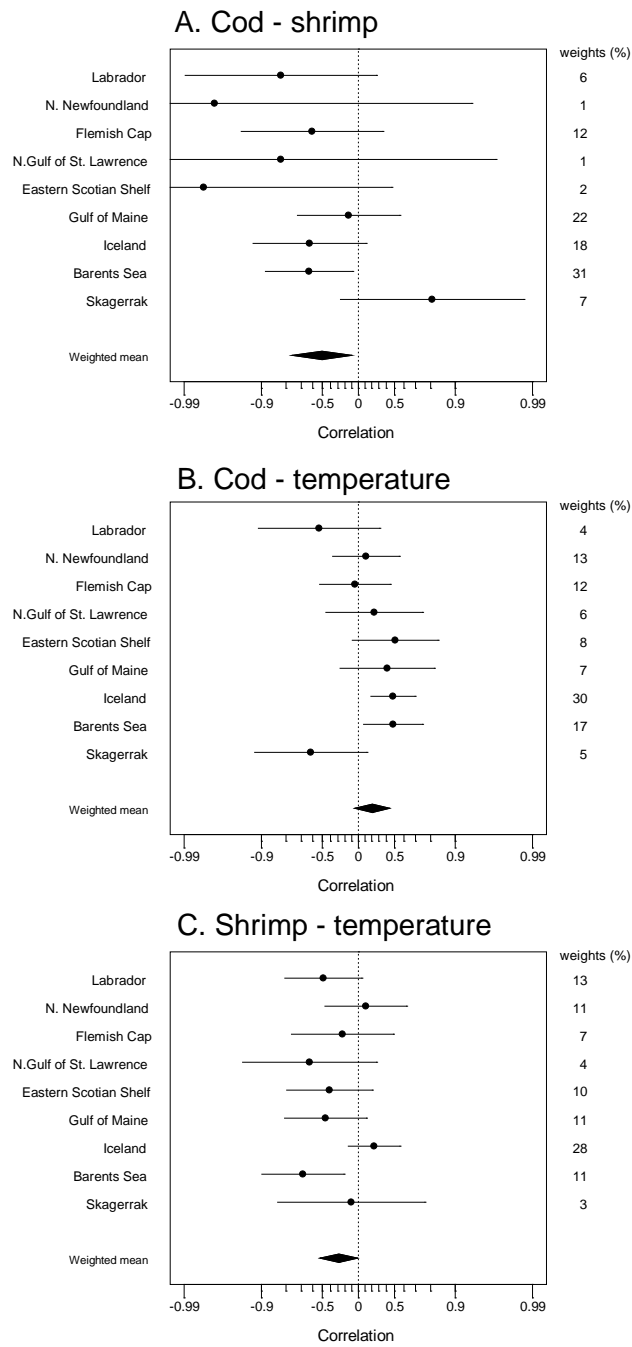 A. Cod - shrimp
weights (%)
Labrador 6
N. Newfoundland 1
Flemish Cap 12
N.Gulf of St. Lawrence 1
Eastern Scotian Shelf 2
Gulf of Maine 22
Iceland 18
Barents Sea 31
Skagerrak 7
Weighted mean
-0.99 -0.9 -0.5 0 0.5 0.9 0.99
Correlation
B. Cod - temperature
weights (%)
Labrador 4
N. Newfoundland 13
Flemish Cap 12
N.Gulf of St. Lawrence 6
Eastern Scotian Shelf 8
Gulf of Maine 7
Iceland 30
Barents Sea 17
Skagerrak 5
Weighted mean
-0.99 -0.9 -0.5 0 0.5 0.9 0.99
Correlation
C. Shrimp - temperature
weights (%)
Labrador 13
N. Newfoundland 11
Flemish Cap 7
N.Gulf of St. Lawrence 4
Eastern Scotian Shelf 10
Gulf of Maine 11
Iceland 28
Barents Sea 11
Skagerrak 3
Weighted mean
-0.99 -0.9 -0.5 0 0.5 0.9 0.99
Correlation